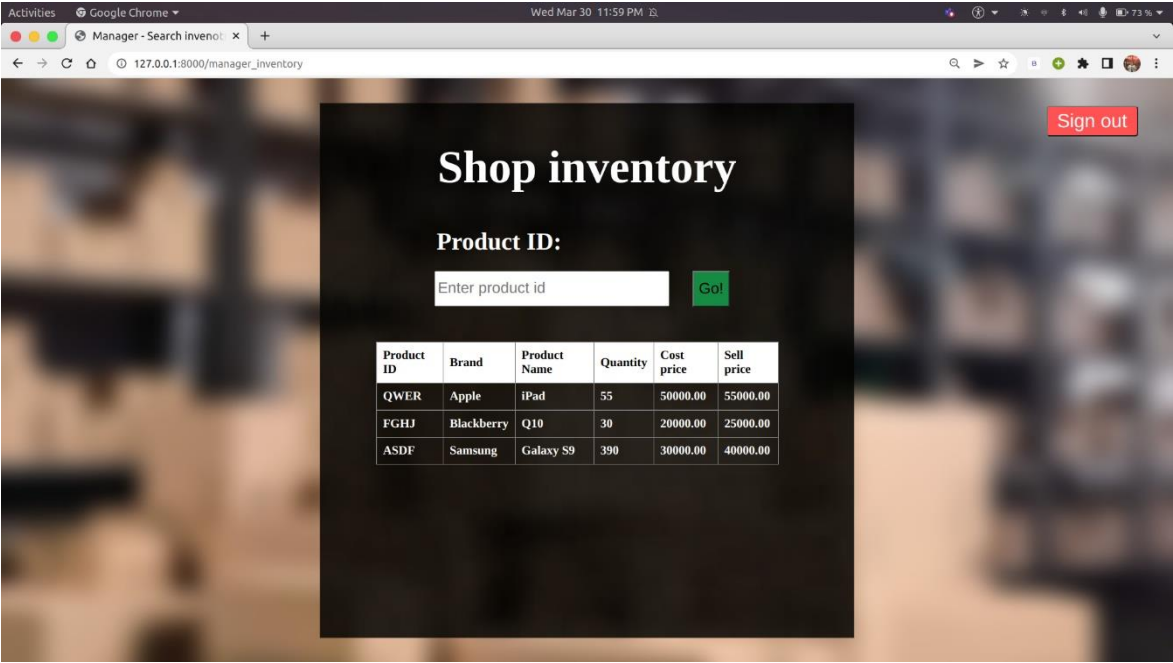 Activities Google Chrome Wed Mar 30 11:59 PM 73 %
Manager - Search invenot
127.0.0.1:8000/manager_inventory
Sign out
Shop inventory
Product ID:
Enter product id Go!
Product ID Brand Product Name Quantity Cost price Sell price
QWER Apple iPad 55 50000.00 55000.00
FGHJ Blackberry Q10 30 20000.00 25000.00
ASDF Samsung Galaxy S9 390 30000.00 40000.00